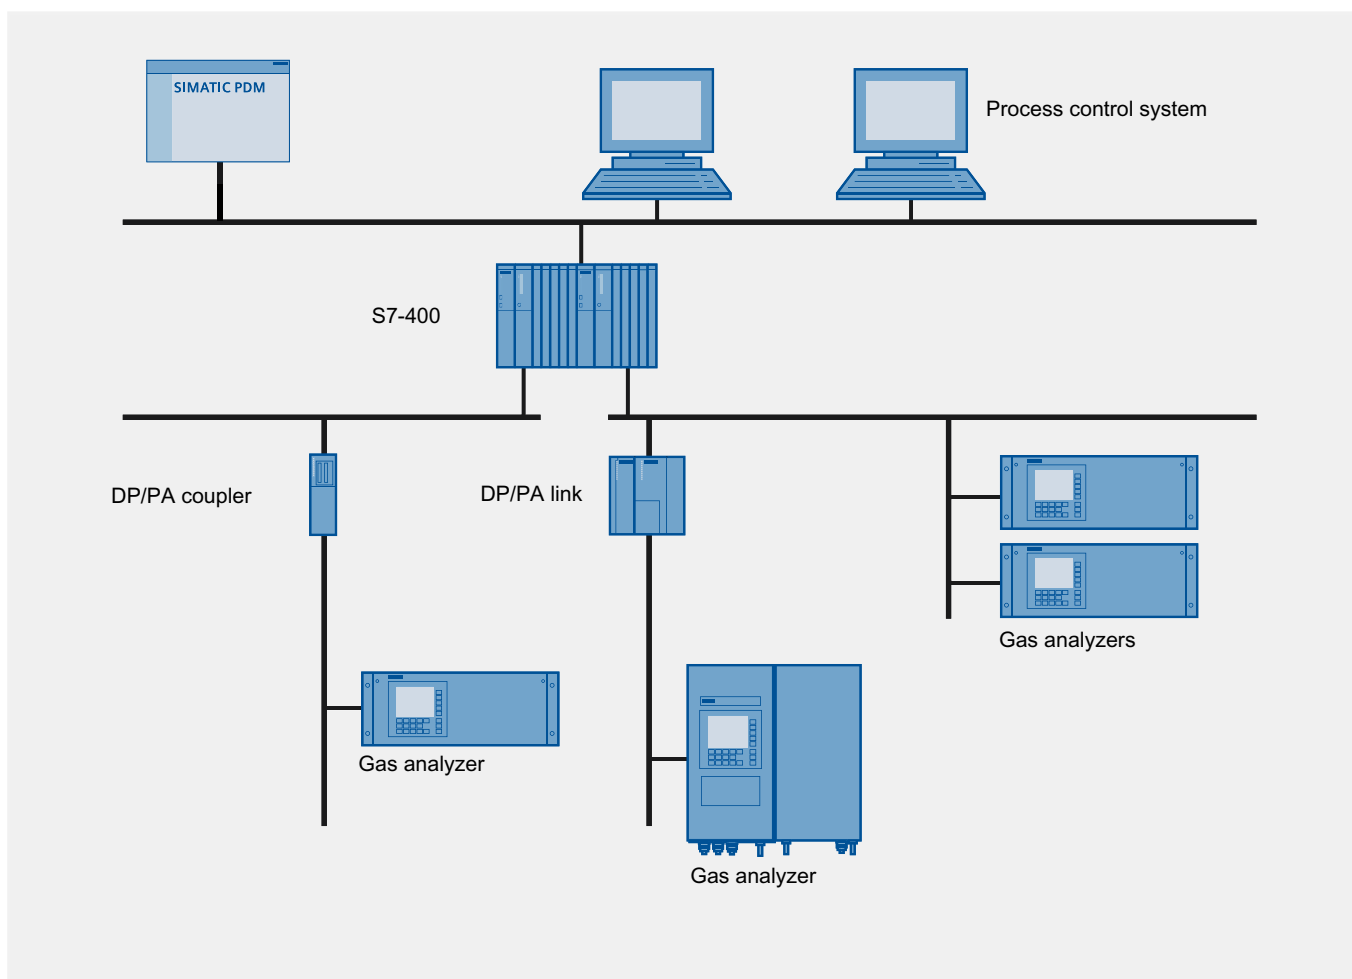 SIMATIC PDM
Process control system
S7-400
DP/PA coupler
DP/PA link
Gas analyzers
Gas analyzer
Gas analyzer